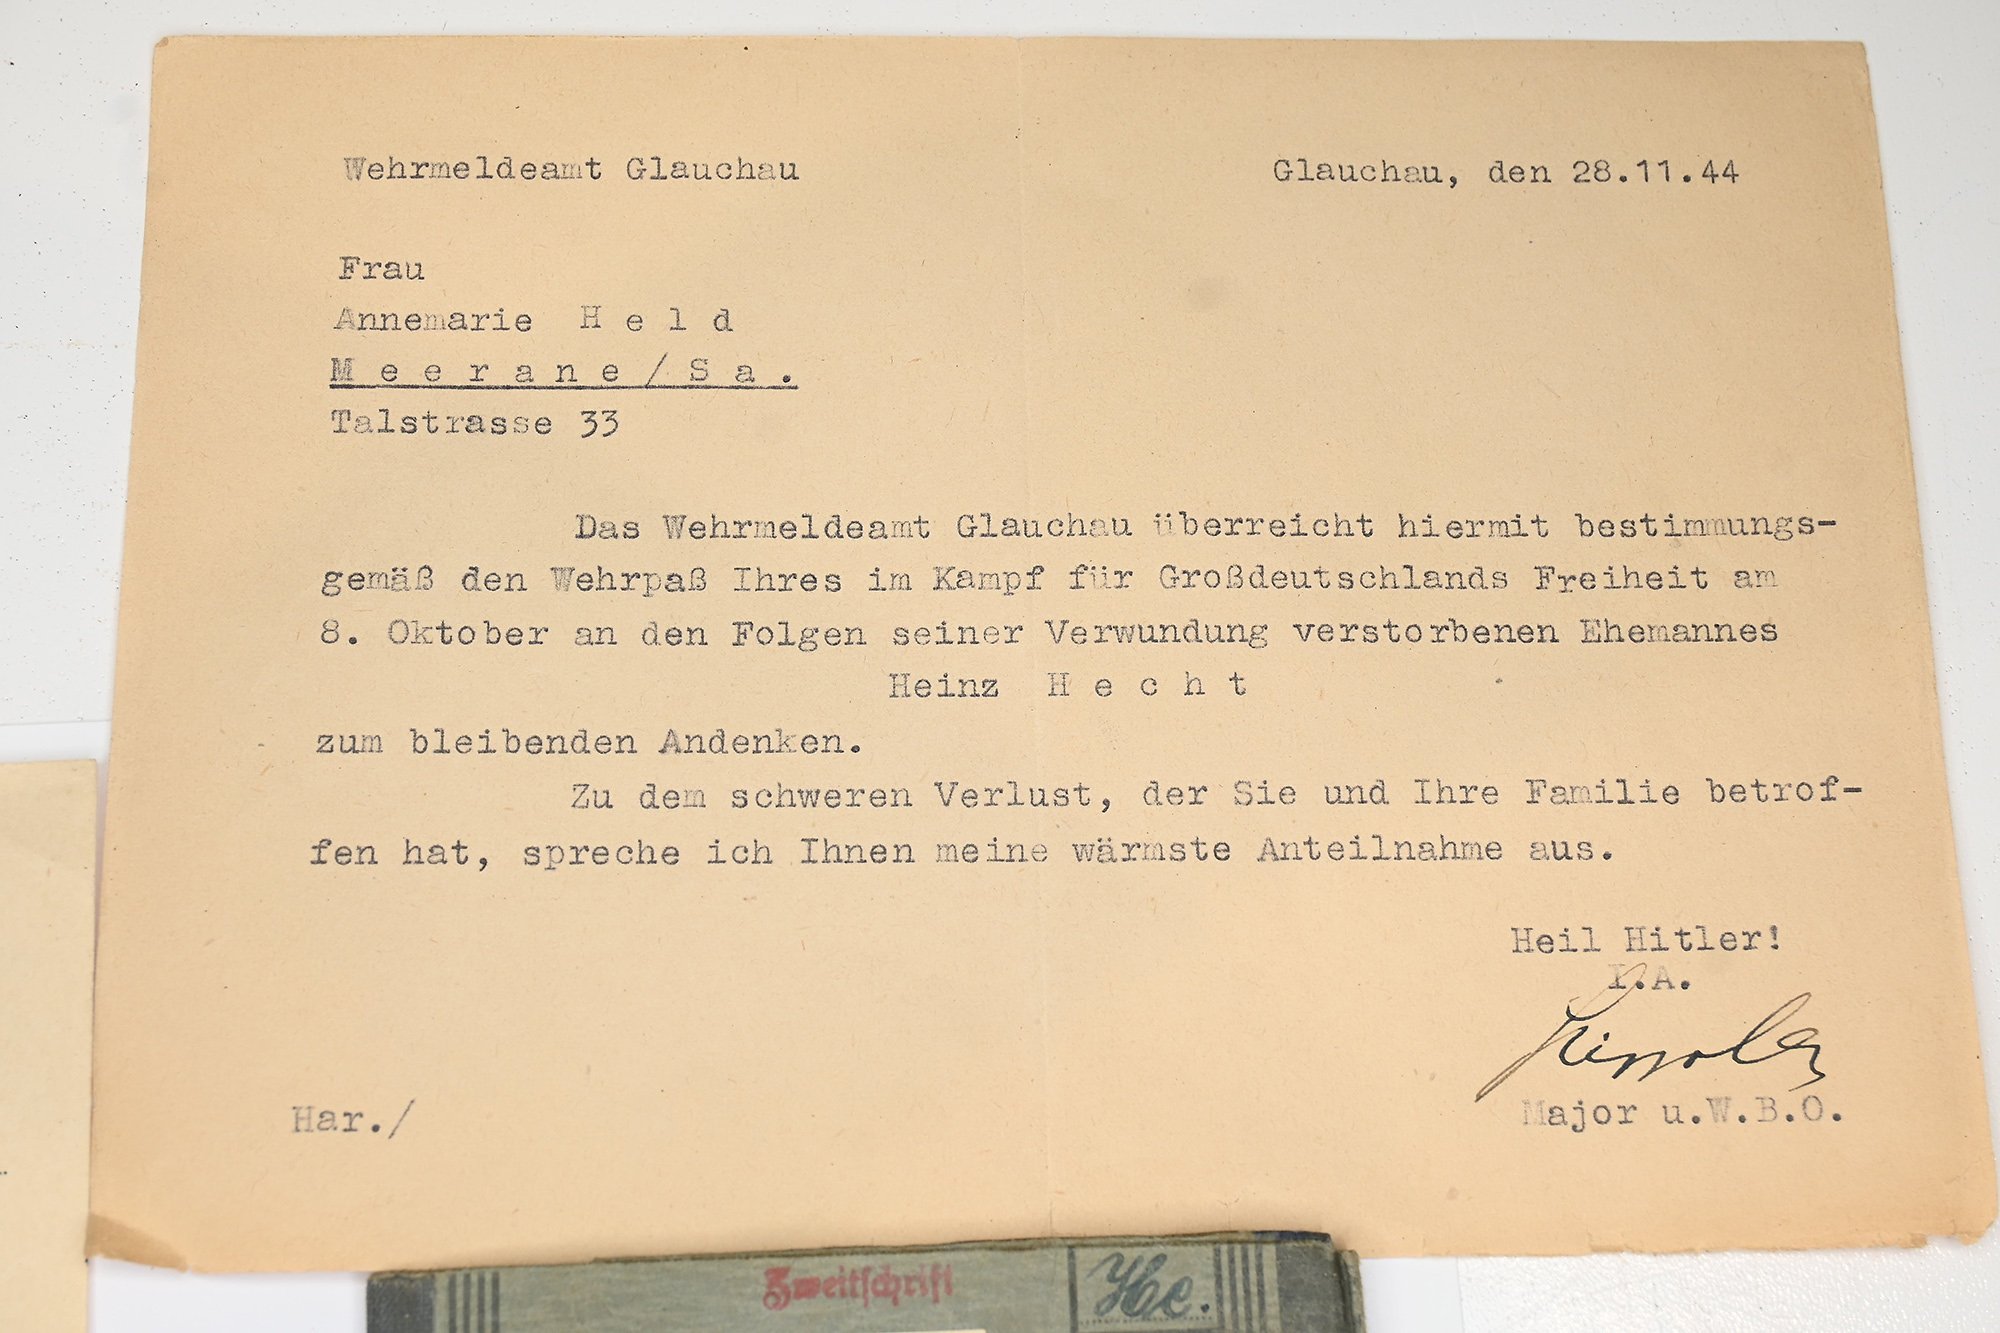 Wehrmeldeamt Glauchau
Glauchau, den 28.11.44
Frau
Annemarie H e l d
M e e r a n e / S a .
Talstrasse 33
Das Wehrmeldeamt Glauchau überreicht hiermit bestimmungs-
gemäß den Wehrpaß Ihres im Kampf für Großdeutschlands Freiheit am
8. Oktober an den Folgen seiner Verwundung verstorbenen Ehemannes
Heinz H e c h t
zum bleibenden Andenken.
Zu dem schweren Verlust, der Sie und Ihre Familie betrof-
fen hat, spreche ich Ihnen meine wärmste Anteilnahme aus.
Heil Hitler!
I.A.
Major u.W.B.O.
Har./
Zweitschrift
He.